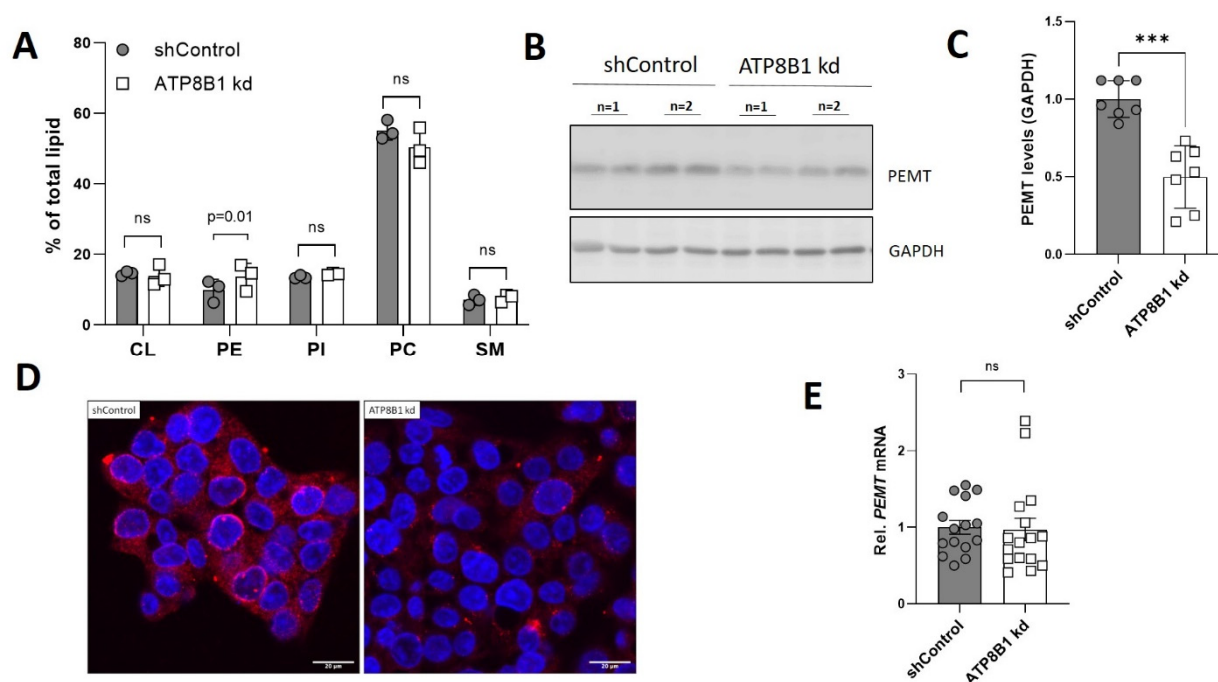 A
shControl
ATP8B1 kd
% of total lipid
80
60
40
20
0
ns
p=0.01
ns
ns
ns
CL PE PI PC SM
B
shControl ATP8B1 kd
n=1 n=2 n=1 n=2
PEMT
GAPDH
C
PEMT levels (GAPDH)
1.5
1.0
0.5
0.0
***
shControl
ATP8B1 kd
D
shControl
20 µm
ATP8B1 kd
20 µm
E
Rel. PEMT mRNA
3
2
1
0
ns
shControl
ATP8B1 kd